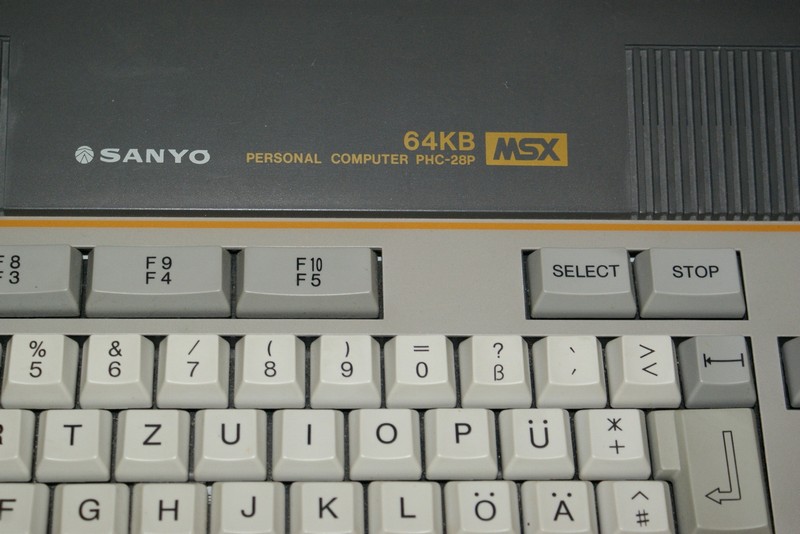 SANYO
64KB MSX
PERSONAL COMPUTER PHC-28P
F8 F9 F10 SELECT STOP
F3 F4 F5
% & / ( ) = ? ` >
5 6 7 8 9 0 ß ´ <
R T Z U I O P Ü * +
F G H J K L Ö Ä ^ #